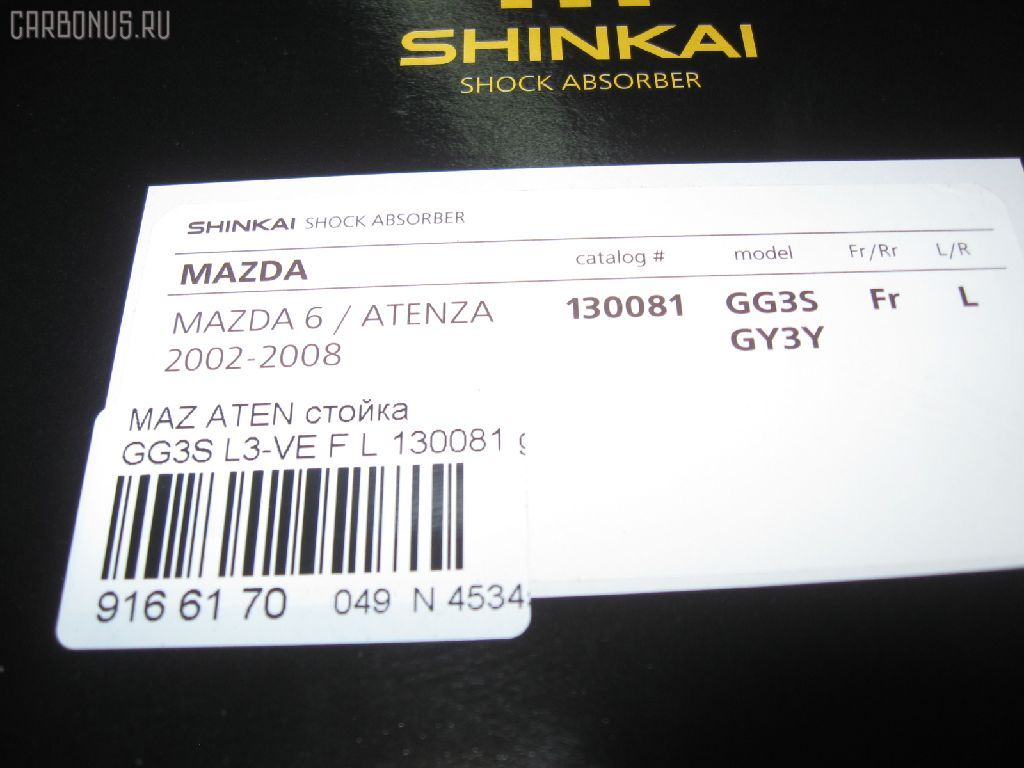 CARBONUS.RU
SHINKAI
SHOCK ABSORBER
SHINKAI SHOCK ABSORBER
MAZDA catalog # model Fr/Rr L/R
MAZDA 6 / ATENZA 130081 GG3S Fr L
2002-2008 GY3Y
MAZ ATEN стойка
GG3S L3-VE F L 130081
916 61 70 049 N 4534